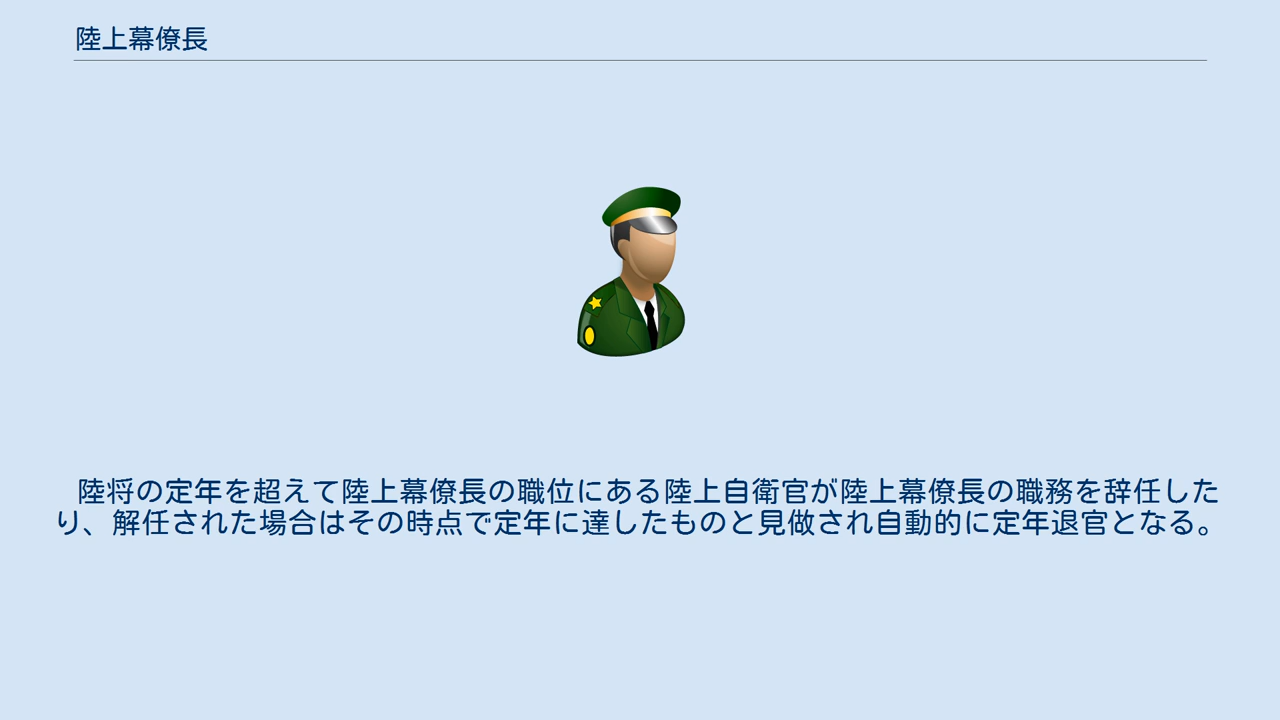 陸上幕僚長
陸将の定年を超えて陸上幕僚長の職位にある陸上自衛官が陸上幕僚長の職務を辞任した
り、解任された場合はその時点で定年に達したものと見做され自動的に定年退官となる。